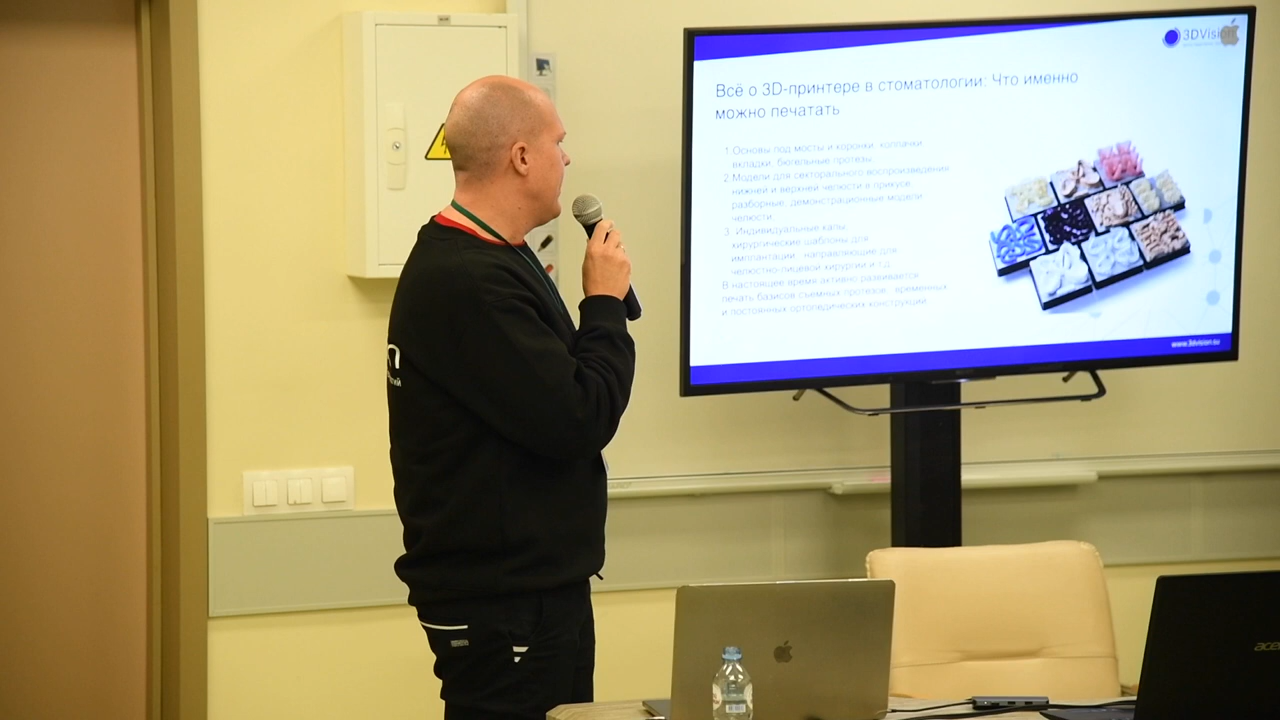 3DVision
Всё о 3D-принтере в стоматологии: Что именно
можно печатать
1. Основы под мосты и коронки, колпачки,
вкладки, бюгельные протезы.
2. Модели для секторального воспроизведения
нижней и верхней челюсти в прикусе,
разборные, демонстрационные модели
челюсти.
3. Индивидуальные капы,
хирургические шаблоны для
имплантации, направляющие для
челюстно-лицевой хирургии и т.д.
В настоящее время активно развивается
печать базисов съемных протезов, временных
и постоянных ортопедических конструкций.
www.3dvision.su
acer